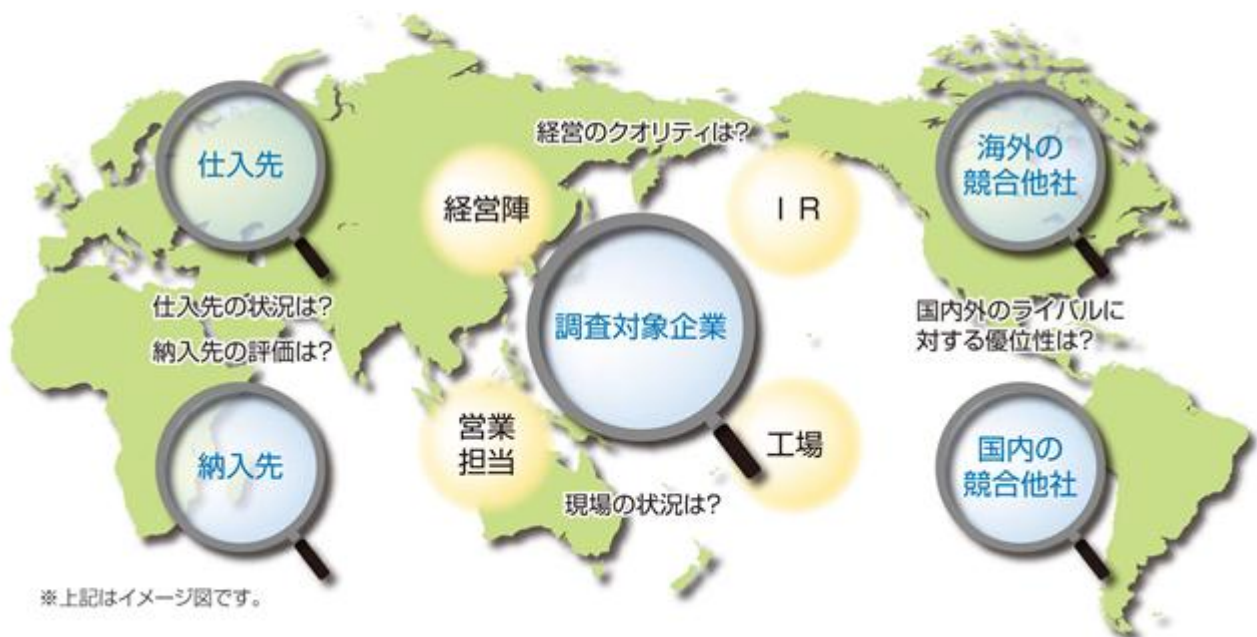 経営のクオリティは?
仕入先
経営陣
ＩＲ
海外の
競合他社
仕入先の状況は?
納入先の評価は?
調査対象企業
国内外のライバルに
対する優位性は?
納入先
営業
担当
工場
国内の
競合他社
現場の状況は?
※上記はイメージ図です。